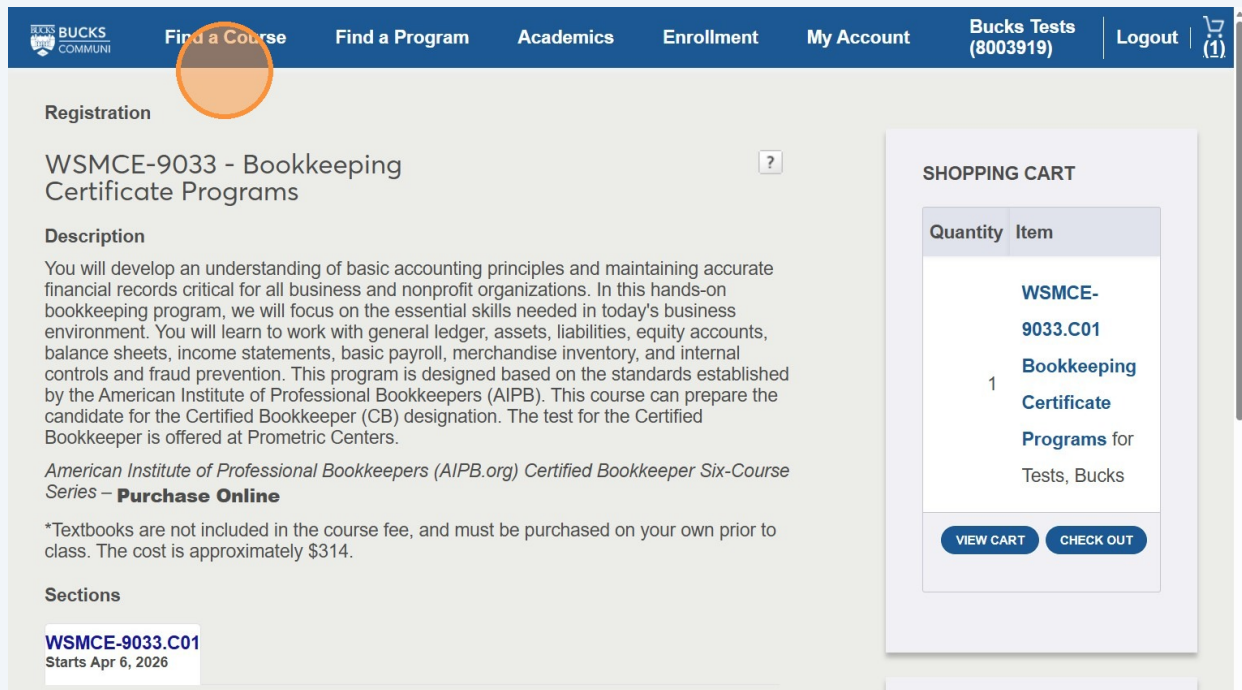 BUCKS BUCKS
COMMUNI
Find a Course Find a Program Academics Enrollment My Account Bucks Tests (8003919) Logout (1)
Registration
WSMCE-9033 - Bookkeeping
Certificate Programs
?
Description
You will develop an understanding of basic accounting principles and maintaining accurate
financial records critical for all business and nonprofit organizations. In this hands-on
bookkeeping program, we will focus on the essential skills needed in today's business
environment. You will learn to work with general ledger, assets, liabilities, equity accounts,
balance sheets, income statements, basic payroll, merchandise inventory, and internal
controls and fraud prevention. This program is designed based on the standards established
by the American Institute of Professional Bookkeepers (AIPB). This course can prepare the
candidate for the Certified Bookkeeper (CB) designation. The test for the Certified
Bookkeeper is offered at Prometric Centers.
American Institute of Professional Bookkeepers (AIPB.org) Certified Bookkeeper Six-Course
Series – Purchase Online
*Textbooks are not included in the course fee, and must be purchased on your own prior to
class. The cost is approximately $314.
Sections
WSMCE-9033.C01
Starts Apr 6, 2026
SHOPPING CART
Quantity Item
1
WSMCE-
9033.C01
Bookkeeping
Certificate
Programs for
Tests, Bucks
VIEW CART CHECK OUT